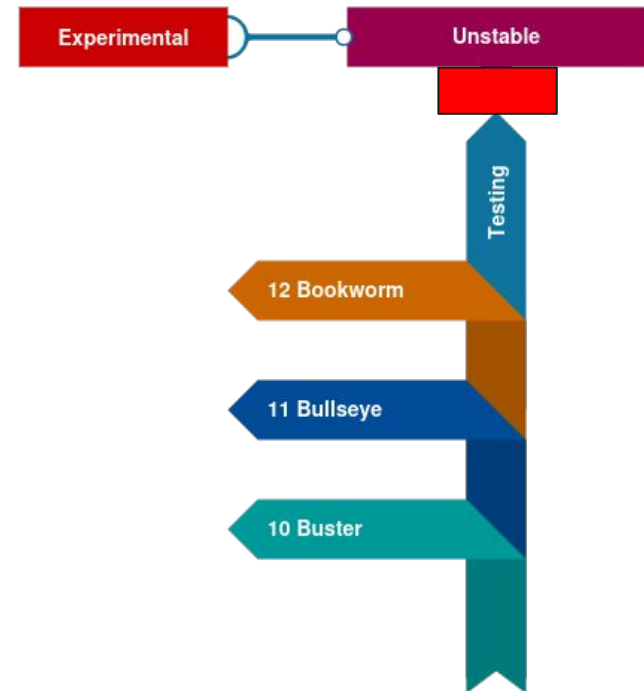 Experimental
Unstable
Testing
12 Bookworm
11 Bullseye
10 Buster